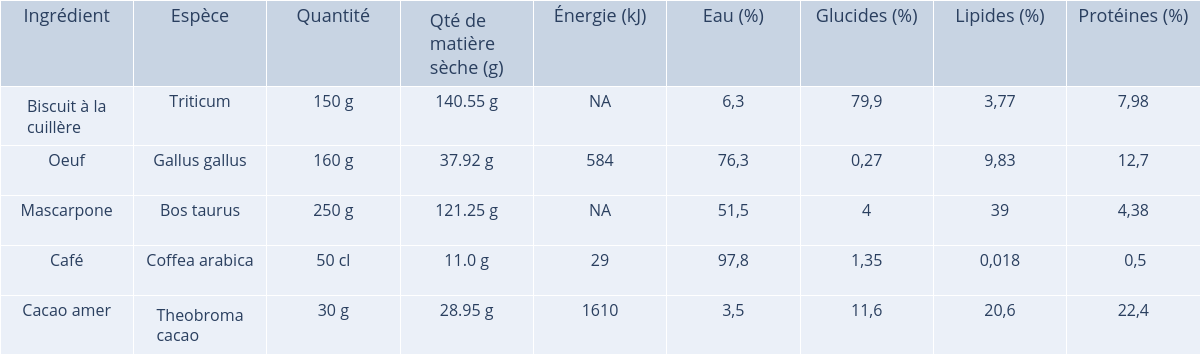 Ingrédient Espèce Quantité Qté de matière sèche (g) Énergie (kJ) Eau (%) Glucides (%) Lipides (%) Protéines (%)
Biscuit à la cuillère Triticum 150 g 140.55 g NA 6,3 79,9 3,77 7,98
Oeuf Gallus gallus 160 g 37.92 g 584 76,3 0,27 9,83 12,7
Mascarpone Bos taurus 250 g 121.25 g NA 51,5 4 39 4,38
Café Coffea arabica 50 cl 11.0 g 29 97,8 1,35 0,018 0,5
Cacao amer Theobroma cacao 30 g 28.95 g 1610 3,5 11,6 20,6 22,4